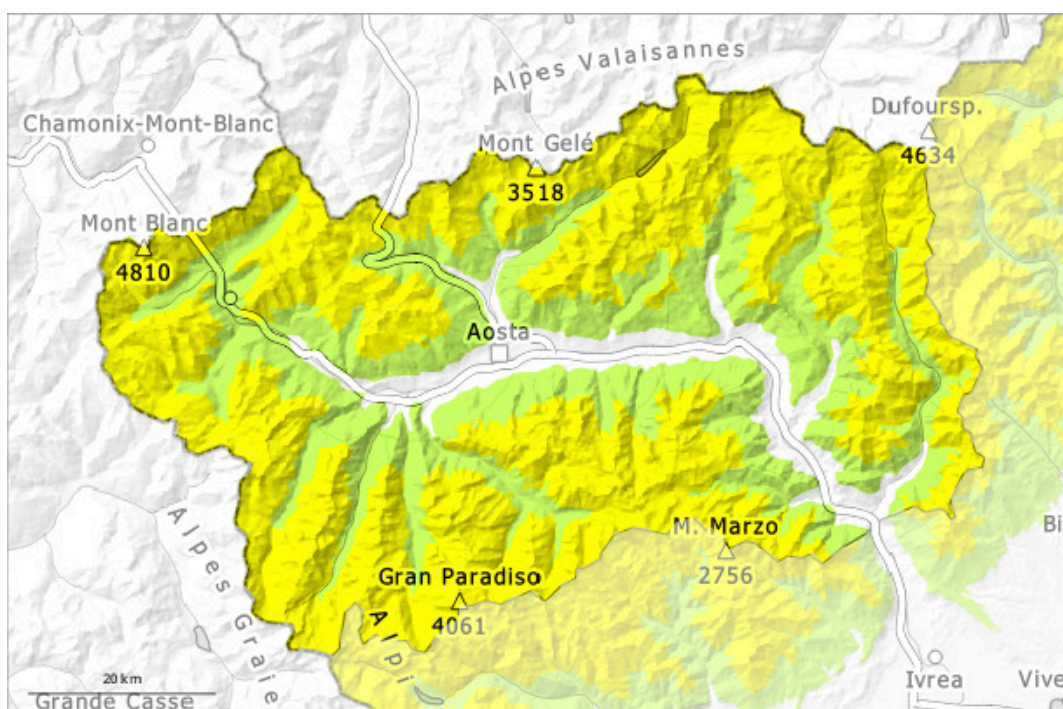 Alpes Valaisannes
Chamonix-Mont-Blanc
Dufoursp.
4634
Mont Gelé
3518
Mont Blanc
4810
Aosta
M. Marzo
2756
Gran Paradiso
4061
Alpes Graie
Alpi
20 km
Grande Casse
Ivrea
Bi
Vive